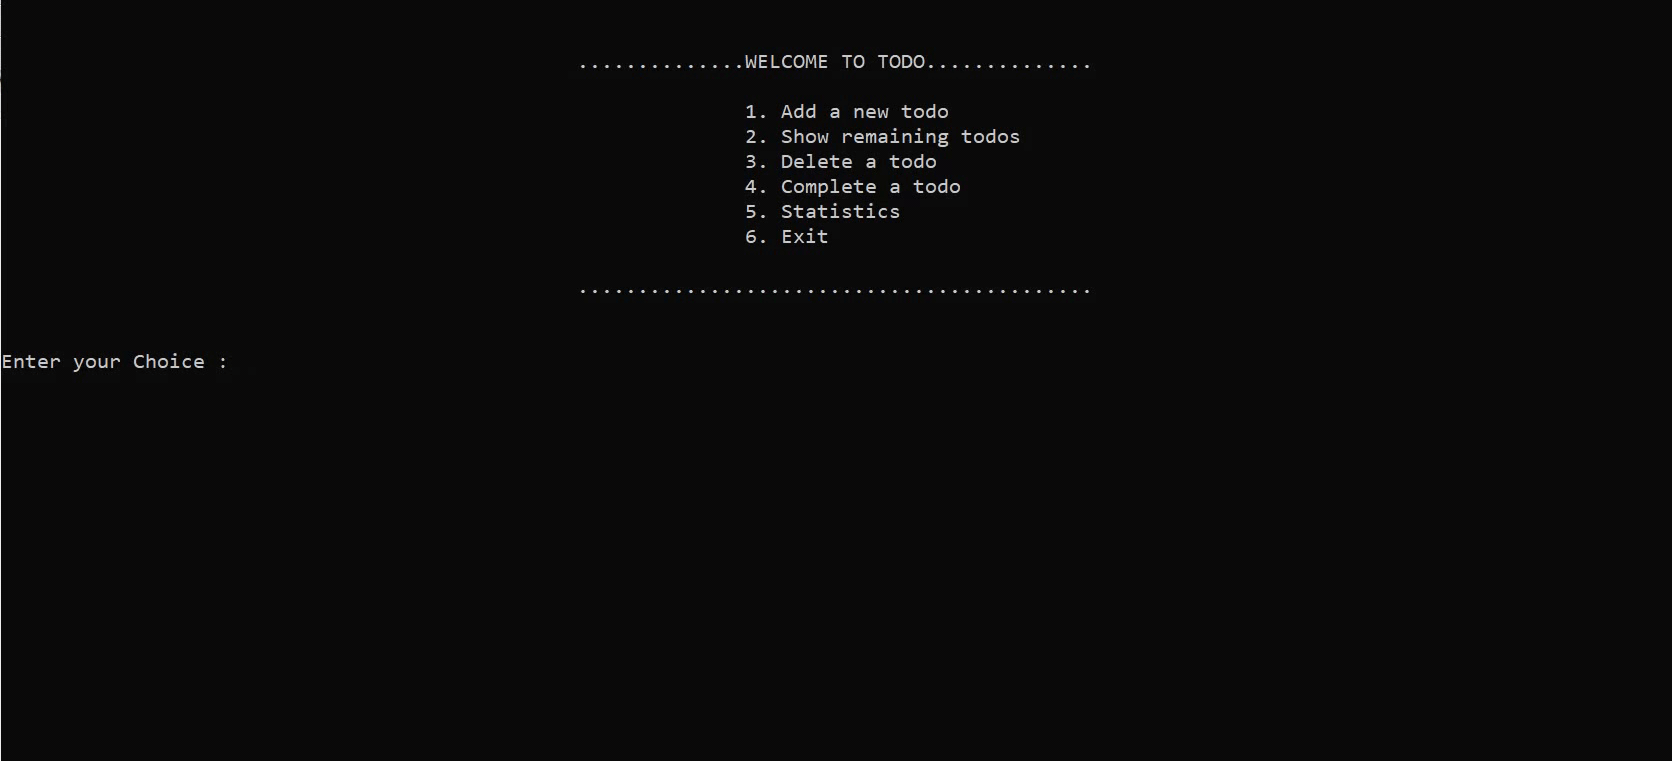 ..............WELCOME TO TODO..............
1. Add a new todo
2. Show remaining todos
3. Delete a todo
4. Complete a todo
5. Statistics
6. Exit
...........................................
Enter your Choice :